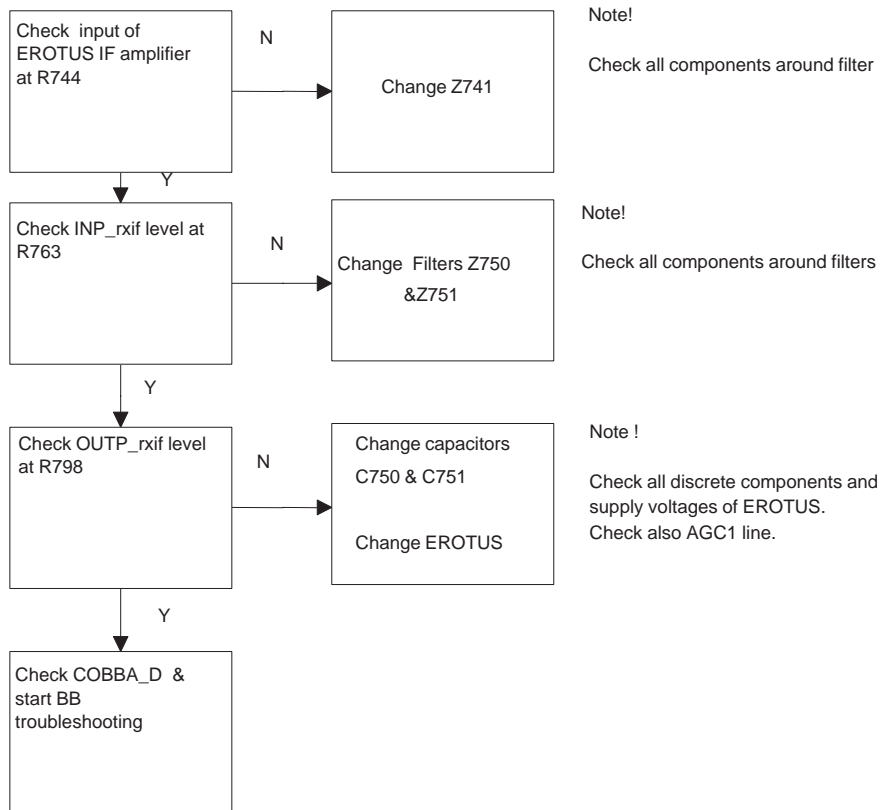 Check input of
EROTUS IF amplifier
at R744
N
Change Z741
Note!
Check all components around filter
Y
Check INP_rxif level at
R763
N
Change Filters Z750
&Z751
Note!
Check all components around filters
Y
Check OUTP_rxif level
at R798
N
Change capacitors
C750 & C751
Change EROTUS
Note !
Check all discrete components and
supply voltages of EROTUS.
Check also AGC1 line.
Y
Check COBBA_D &
start BB
troubleshooting